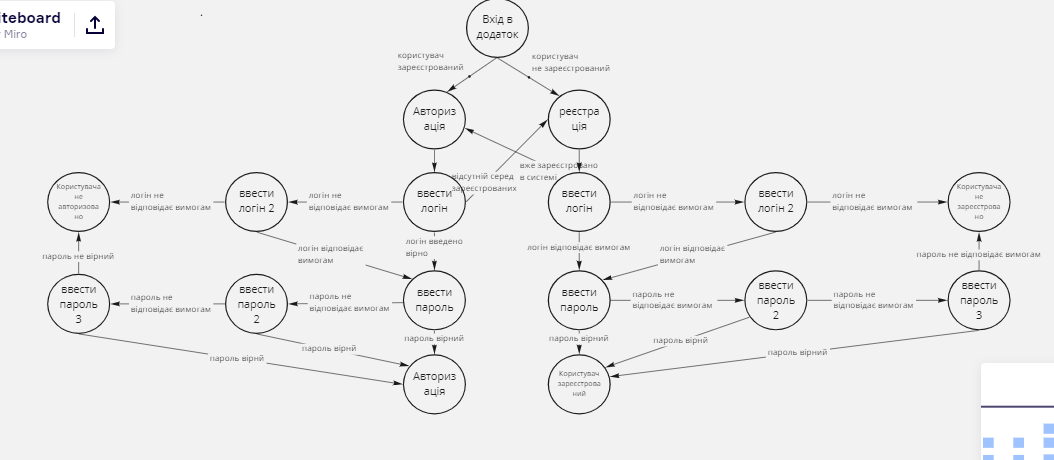 iteboard
Miro
Вхід в
додаток
користувач
зареєстрований
користувач
не зареєстрований
Авториз
ація
реєстра
ція
вже зареєстровано
в системі
відсутній серед
зареєстрованих
Користувача
не
авторизова
но
логін не
відповідає вимогам
ввести
логін 2
логін не
відповідає вимогам
ввести
логін
ввести
логін
логін не
відповідає вимогам
ввести
логін 2
логін не
відповідає вимогам
Користувача
не
зареєстрова
но
пароль не вірний
логін відповідає
вимогам
логін введено
вірно
логін відповідає вимогам
логін відповідає
вимогам
пароль не відповідає вимогам
ввести
пароль
3
пароль не
відповідає вимогам
ввести
пароль
2
пароль не
відповідає вимогам
ввести
пароль
ввести
пароль
пароль не
відповідає вимогам
ввести
пароль
2
пароль не
відповідає вимогам
ввести
пароль
3
пароль вірнй
пароль вірнй
пароль вірний
пароль вірний
пароль вірнй
пароль вірний
Авториз
ація
Користувач
зареєстрова
ний